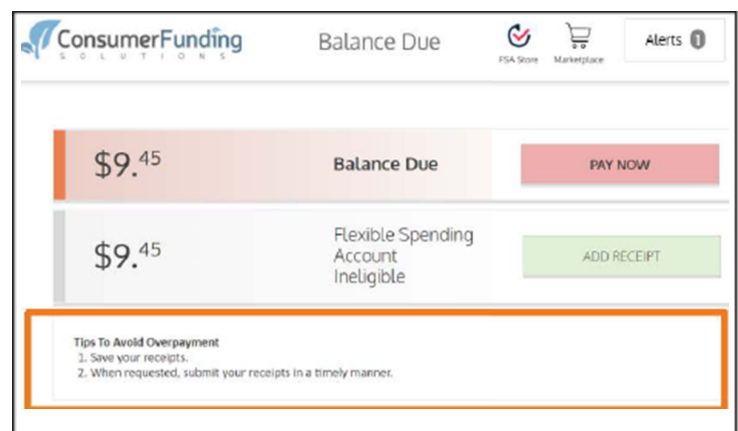 ConsumerFunding
SOLUTIONS
Balance Due
FSA Store
Marketplace
Alerts 1
$9.45
Balance Due
PAY NOW
$9.45
Flexible Spending
Account
Ineligible
ADD RECEIPT
Tips To Avoid Overpayment
1. Save your receipts.
2. When requested, submit your receipts in a timely manner.